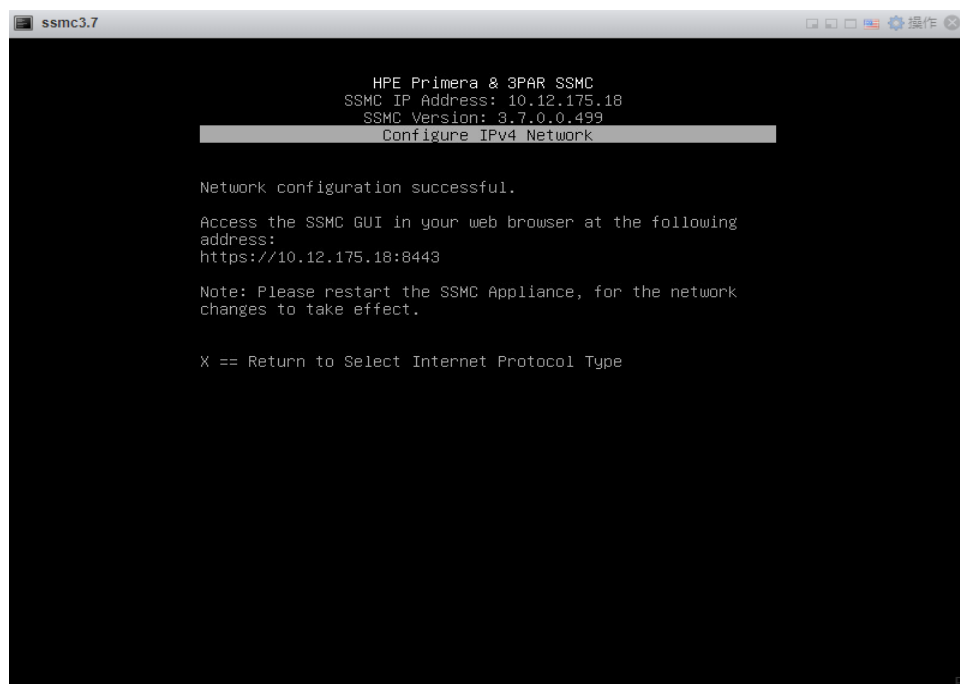 ssmc3.7
操作
HPE Primera & 3PAR SSMC
SSMC IP Address: 10.12.175.18
SSMC Version: 3.7.0.0.499
Configure IPv4 Network
Network configuration successful.
Access the SSMC GUI in your web browser at the following
address:
https://10.12.175.18:8443
Note: Please restart the SSMC Appliance, for the network
changes to take effect.
X == Return to Select Internet Protocol Type